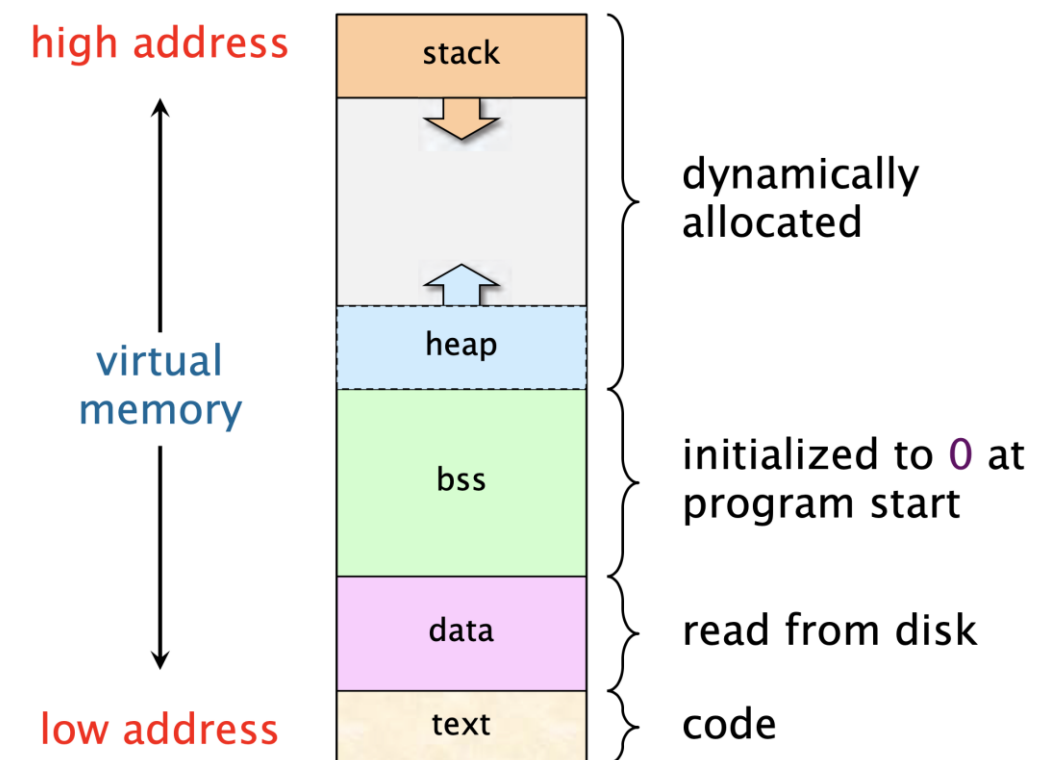 high address
stack
dynamically
allocated
heap
virtual
memory
bss
initialized to 0 at
program start
data
read from disk
low address
text
code